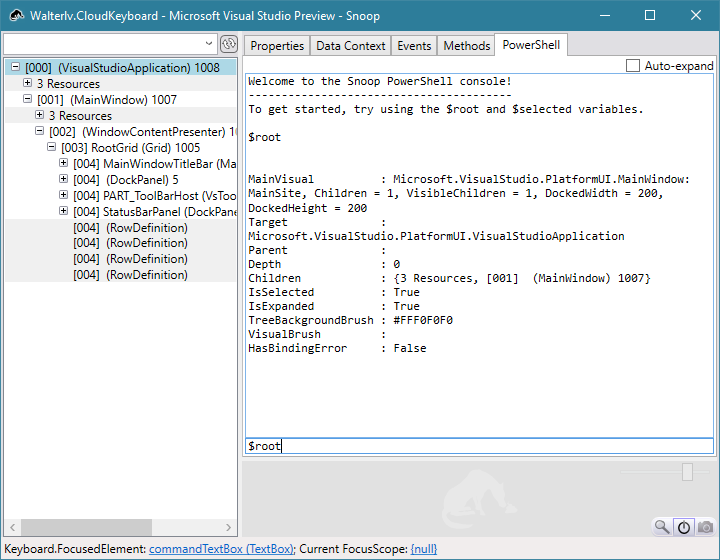 Walterlv.CloudKeyboard - Microsoft Visual Studio Preview - Snoop
Properties Data Context Events Methods PowerShell
Auto-expand
[000] (VisualStudioApplication) 1008
3 Resources
[001] (MainWindow) 1007
3 Resources
[002] (WindowContentPresenter) 10
[003] RootGrid (Grid) 1005
[004] MainWindowTitleBar (Ma
[004] (DockPanel) 5
[004] PART_ToolBarHost (VsToo
[004] StatusBarPanel (DockPane
[004] (RowDefinition)
[004] (RowDefinition)
[004] (RowDefinition)
[004] (RowDefinition)
Welcome to the Snoop PowerShell console!
----------------------------------------
To get started, try using the $root and $selected variables.
$root
MainVisual : Microsoft.VisualStudio.PlatformUI.MainWindow:
MainSite, Children = 1, VisibleChildren = 1, DockedWidth = 200,
DockedHeight = 200
Target :
Microsoft.VisualStudio.PlatformUI.VisualStudioApplication
Parent :
Depth : 0
Children : {3 Resources, [001] (MainWindow) 1007}
IsSelected : True
IsExpanded : True
TreeBackgroundBrush : #FFF0F0F0
VisualBrush :
HasBindingError : False
$root
Keyboard.FocusedElement: commandTextBox (TextBox); Current FocusScope: {null}